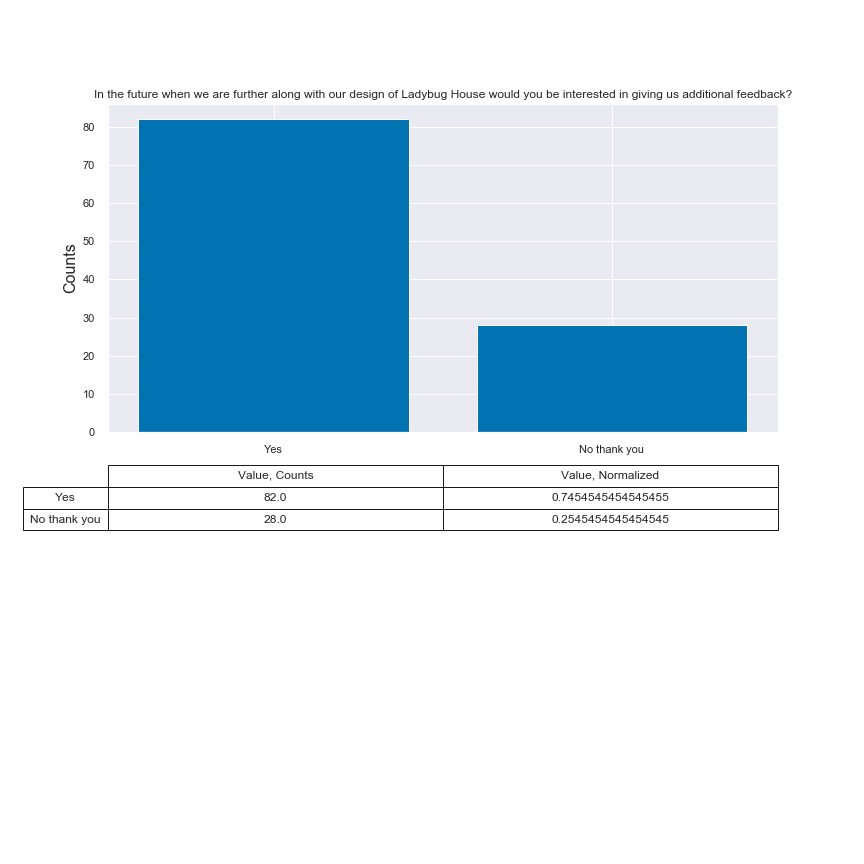 In the future when we are further along with our design of Ladybug House would you be interested in giving us additional feedback?
80
70
60
50
40
30
20
10
0
Counts
Yes No thank you
Value, Counts Value, Normalized
Yes 82.0 0.7454545454545455
No thank you 28.0 0.2545454545454545